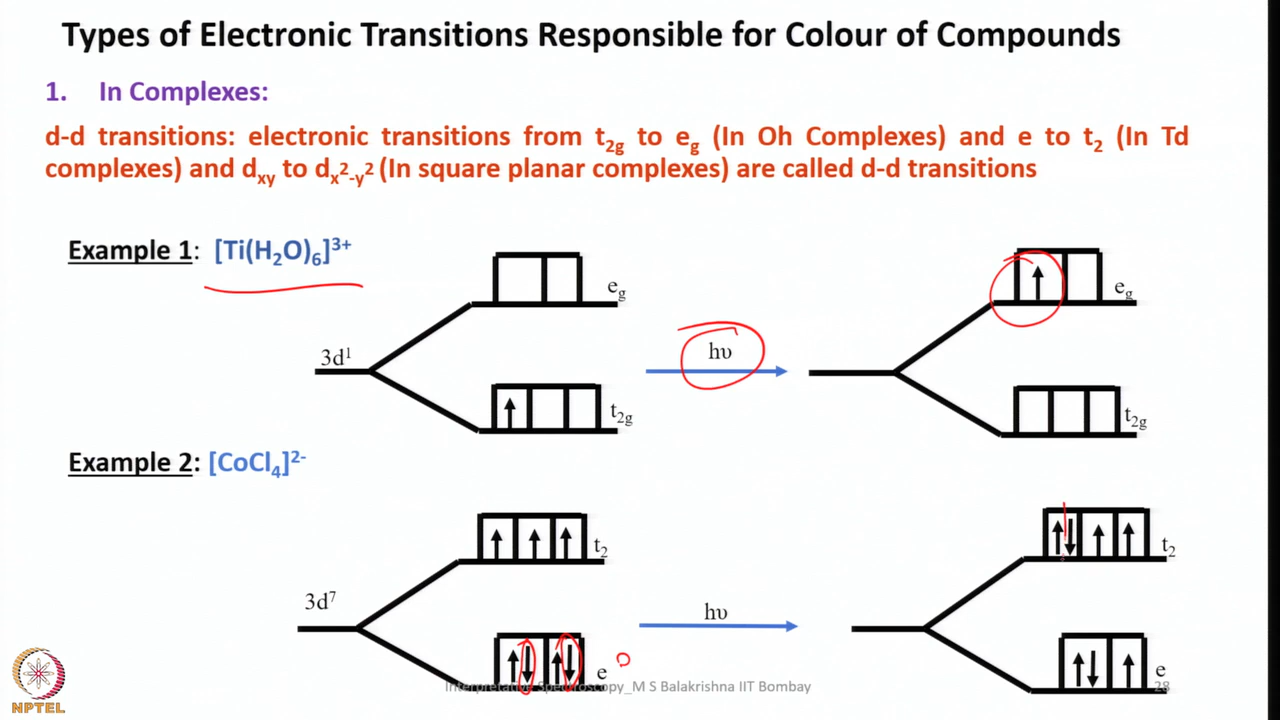 Types of Electronic Transitions Responsible for Colour of Compounds
1. In Complexes:
d-d transitions: electronic transitions from t2g to eg (In Oh Complexes) and e to t2 (In Td
complexes) and dxy to dx²-y² (In square planar complexes) are called d-d transitions
Example 1: [Ti(H₂O)₆]³⁺
eg
3d¹
t2g
hυ
eg
t2g
Example 2: [CoCl₄]²⁻
t₂
3d⁷
e
hυ
t₂
e
Interpretative Spectroscopy_M S Balakrishna IIT Bombay
28
NPTEL